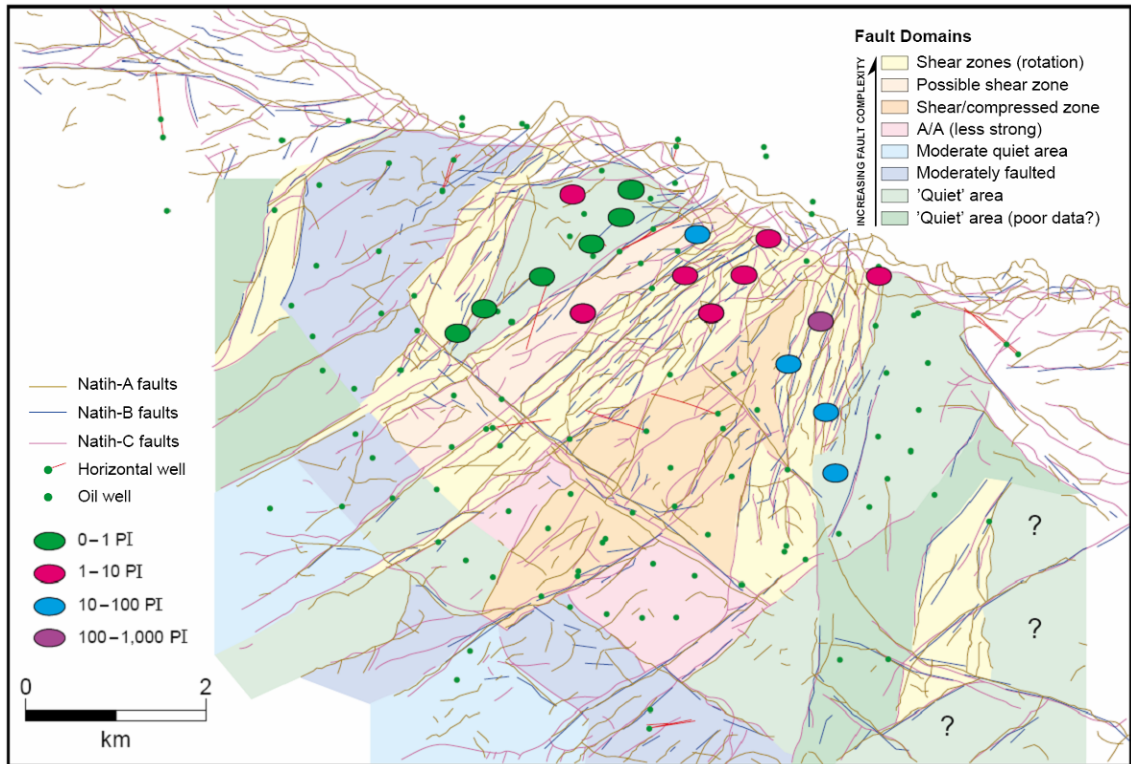 Fault Domains
INCREASING FAULT COMPLEXITY
Shear zones (rotation)
Possible shear zone
Shear/compressed zone
A/A (less strong)
Moderate quiet area
Moderately faulted
'Quiet' area
'Quiet' area (poor data?)
Natih-A faults
Natih-B faults
Natih-C faults
Horizontal well
Oil well
0–1 PI
1–10 PI
10–100 PI
100–1,000 PI
0 2
km
?
?
?